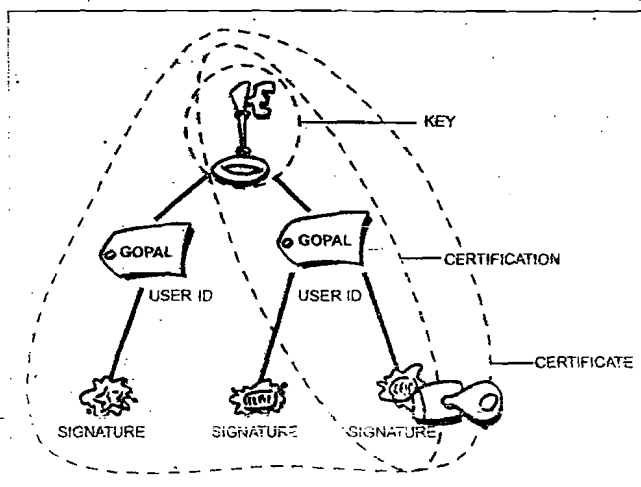 KEY
GOPAL
GOPAL
CERTIFICATION
USER ID
USER ID
CERTIFICATE
SIGNATURE
SIGNATURE
SIGNATURE